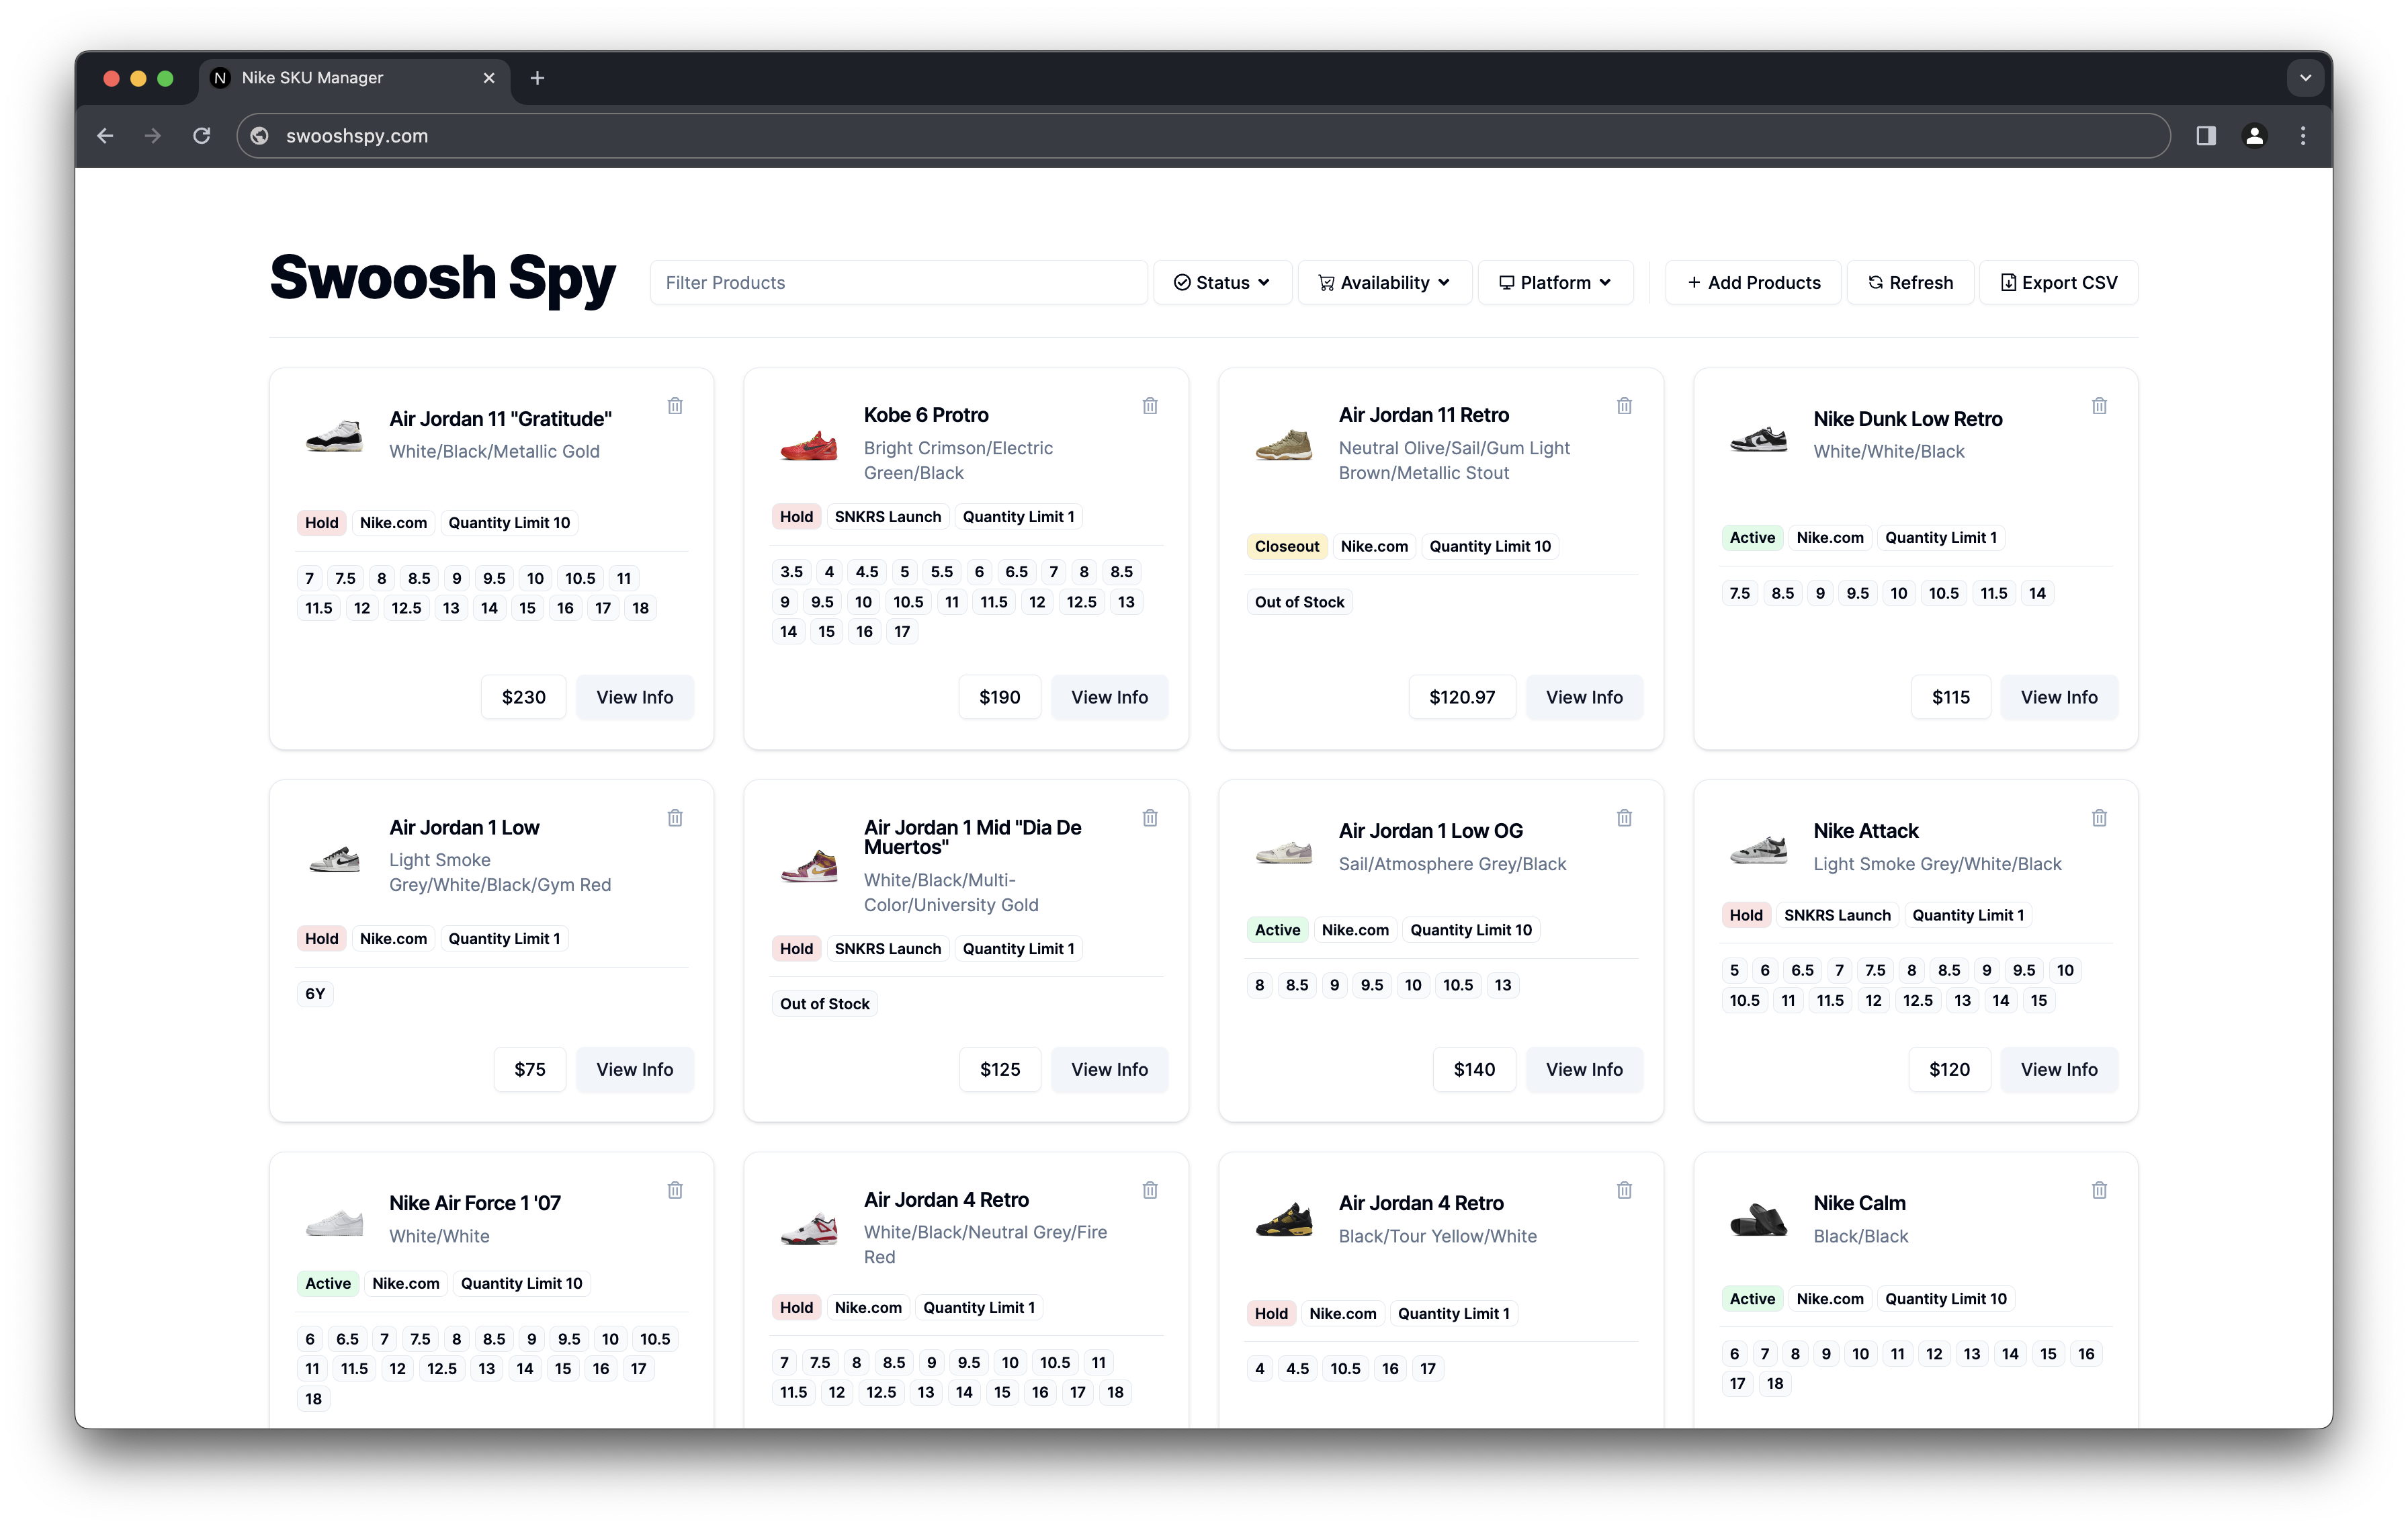 Nike SKU Manager
swooshspy.com
Swoosh Spy
Filter Products
Status
Availability
Platform
+ Add Products
Refresh
Export CSV
Air Jordan 11 "Gratitude"
White/Black/Metallic Gold
Hold Nike.com Quantity Limit 10
7 7.5 8 8.5 9 9.5 10 10.5 11
11.5 12 12.5 13 14 15 16 17 18
$230 View Info
Kobe 6 Protro
Bright Crimson/Electric
Green/Black
Hold SNKRS Launch Quantity Limit 1
3.5 4 4.5 5 5.5 6 6.5 7 8 8.5
9 9.5 10 10.5 11 11.5 12 12.5 13
14 15 16 17
$190 View Info
Air Jordan 11 Retro
Neutral Olive/Sail/Gum Light
Brown/Metallic Stout
Closeout Nike.com Quantity Limit 10
Out of Stock
$120.97 View Info
Nike Dunk Low Retro
White/White/Black
Active Nike.com Quantity Limit 1
7.5 8.5 9 9.5 10 10.5 11.5 14
$115 View Info
Air Jordan 1 Low
Light Smoke
Grey/White/Black/Gym Red
Hold Nike.com Quantity Limit 1
6Y
$75 View Info
Air Jordan 1 Mid "Dia De
Muertos"
White/Black/Multi-
Color/University Gold
Hold SNKRS Launch Quantity Limit 1
Out of Stock
$125 View Info
Air Jordan 1 Low OG
Sail/Atmosphere Grey/Black
Active Nike.com Quantity Limit 10
8 8.5 9 9.5 10 10.5 13
$140 View Info
Nike Attack
Light Smoke Grey/White/Black
Hold SNKRS Launch Quantity Limit 1
5 6 6.5 7 7.5 8 8.5 9 9.5 10
10.5 11 11.5 12 12.5 13 14 15
$120 View Info
Nike Air Force 1 '07
White/White
Active Nike.com Quantity Limit 10
6 6.5 7 7.5 8 8.5 9 9.5 10 10.5
11 11.5 12 12.5 13 14 15 16 17
18
Air Jordan 4 Retro
White/Black/Neutral Grey/Fire
Red
Hold Nike.com Quantity Limit 1
7 7.5 8 8.5 9 9.5 10 10.5 11
11.5 12 12.5 13 14 15 16 17 18
Air Jordan 4 Retro
Black/Tour Yellow/White
Hold Nike.com Quantity Limit 1
4 4.5 10.5 16 17
Nike Calm
Black/Black
Active Nike.com Quantity Limit 10
6 7 8 9 10 11 12 13 14 15 16
17 18